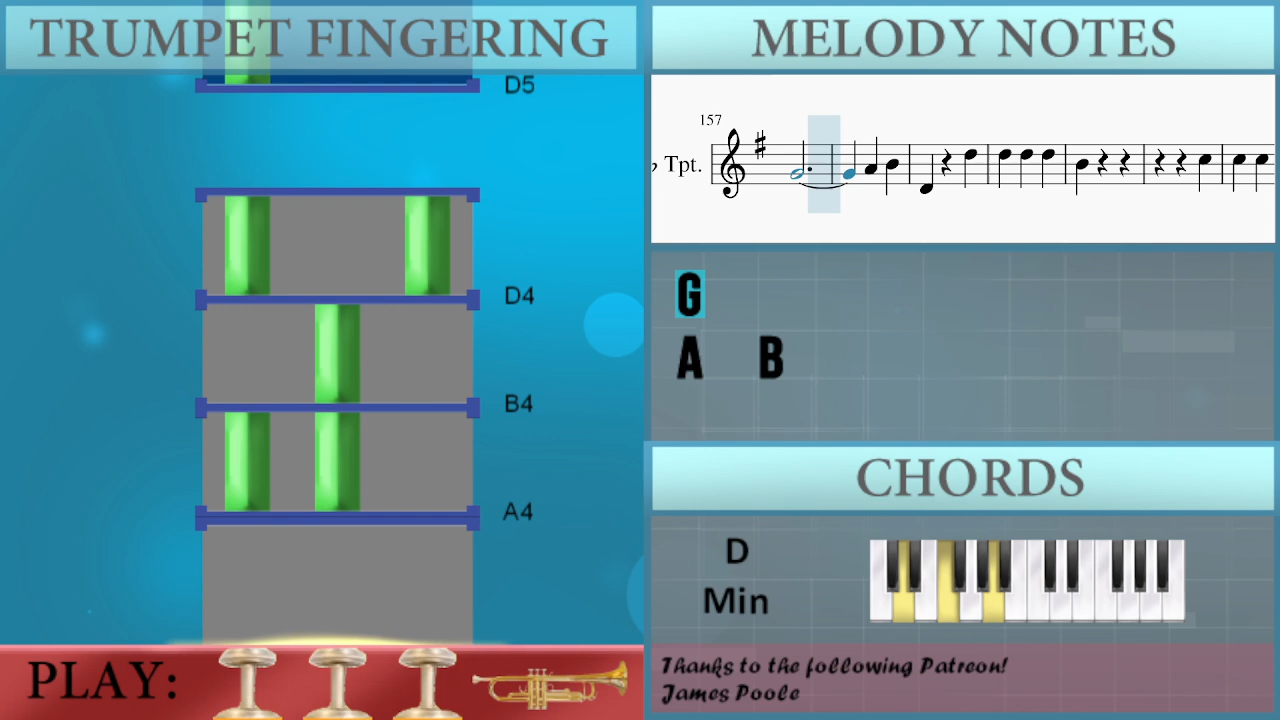 TRUMPET FINGERING
D5
D4
B4
A4
PLAY:
MELODY NOTES
157
♭ Tpt.
G
A B
CHORDS
D
Min
Thanks to the following Patreon!
James Poole